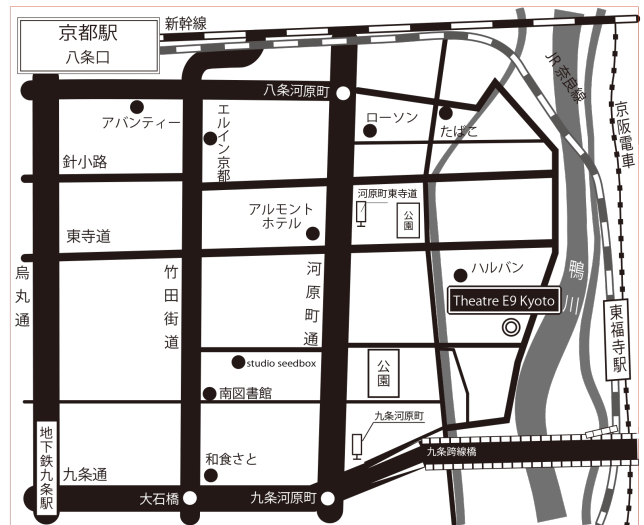 京都駅
八条口
新幹線
JR奈良線
京阪電車
八条河原町
アバンティー
エルイン京都
ローソン
たばこ
針小路
河原町東寺道
公園
アルモント
ホテル
東寺道
ハルバン
烏丸通
竹田街道
河原町通
鴨川
Theatre E9 Kyoto
東福寺駅
studio seedbox
公園
南図書館
九条河原町
地下鉄九条駅
和食さと
九条跨線橋
九条通
大石橋
九条河原町